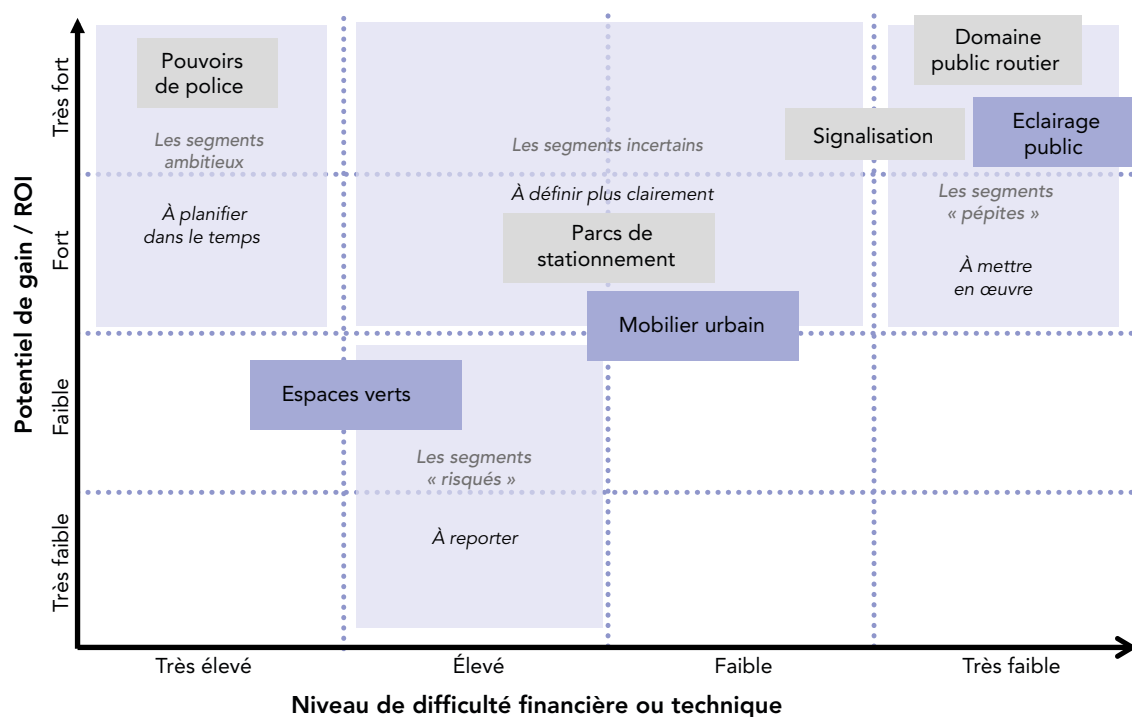 Potentiel de gain / ROI
Très fort
Fort
Faible
Très faible
Pouvoirs
de police
Les segments
ambitieux
À planifier
dans le temps
Les segments incertains
À définir plus clairement
Parcs de
stationnement
Mobilier urbain
Signalisation
Domaine
public routier
Eclairage
public
Les segments
« pépites »
À mettre
en œuvre
Espaces verts
Les segments
« risqués »
À reporter
Très élevé
Élevé
Faible
Très faible
Niveau de difficulté financière ou technique